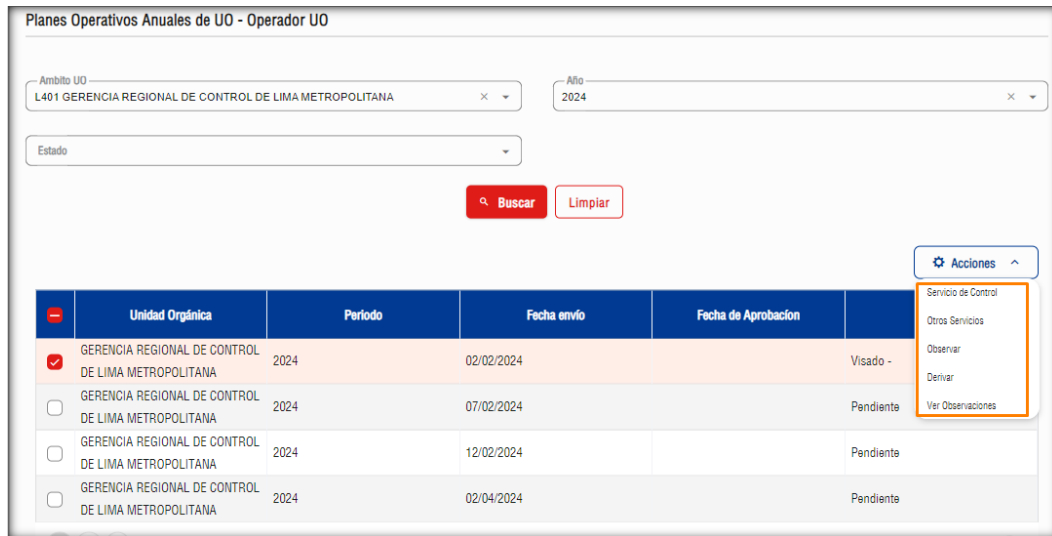 Planes Operativos Anuales de UO - Operador UO
Ambito UO
Año
L401 GERENCIA REGIONAL DE CONTROL DE LIMA METROPOLITANA
2024
Estado
Buscar
Limpiar
Acciones
Servicio de Control
Otros Servicios
Observar
Derivar
Ver Observaciones
Unidad Orgánica
Periodo
Fecha envío
Fecha de Aprobacíon
GERENCIA REGIONAL DE CONTROL
DE LIMA METROPOLITANA
2024
02/02/2024
Visado -
GERENCIA REGIONAL DE CONTROL
DE LIMA METROPOLITANA
2024
07/02/2024
Pendiente
GERENCIA REGIONAL DE CONTROL
DE LIMA METROPOLITANA
2024
12/02/2024
Pendiente
GERENCIA REGIONAL DE CONTROL
DE LIMA METROPOLITANA
2024
02/04/2024
Pendiente